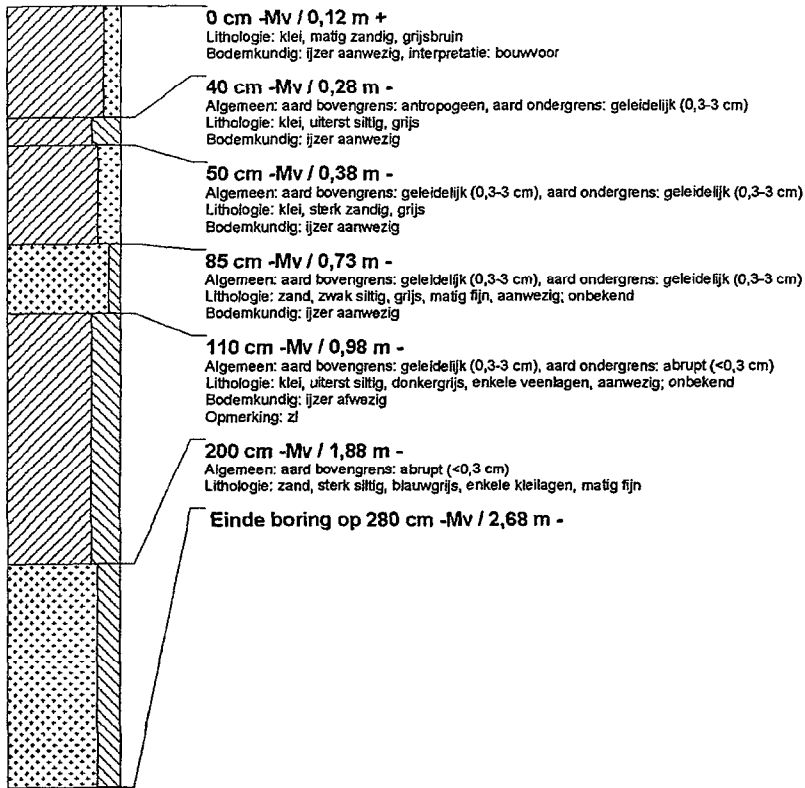 0 cm -Mv / 0,12 m +
Lithologie: klei, matig zandig, grijsbruin
Bodemkundig: ijzer aanwezig, interpretatie: bouwvoor
40 cm -Mv / 0,28 m -
Algemeen: aard bovengrens: antropogeen, aard ondergrens: geleidelijk (0,3-3 cm)
Lithologie: klei, uiterst siltig, grijs
Bodemkundig: ijzer aanwezig
50 cm -Mv / 0,38 m -
Algemeen: aard bovengrens: geleidelijk (0,3-3 cm), aard ondergrens: geleidelijk (0,3-3 cm)
Lithologie: klei, sterk zandig, grijs
Bodemkundig: ijzer aanwezig
85 cm -Mv / 0,73 m -
Algemeen: aard bovengrens: geleidelijk (0,3-3 cm), aard ondergrens: geleidelijk (0,3-3 cm)
Lithologie: zand, zwak siltig, grijs, matig fijn, aanwezig; onbekend
Bodemkundig: ijzer aanwezig
110 cm -Mv / 0,98 m -
Algemeen: aard bovengrens: geleidelijk (0,3-3 cm), aard ondergrens: abrupt (<0,3 cm)
Lithologie: klei, uiterst siltig, donkergrijs, enkele veenlagen, aanwezig; onbekend
Bodemkundig: ijzer afwezig
Opmerking: zl
200 cm -Mv / 1,88 m -
Algemeen: aard bovengrens: abrupt (<0,3 cm)
Lithologie: zand, sterk siltig, blauwgrijs, enkele kleilagen, matig fijn
Einde boring op 280 cm -Mv / 2,68 m -